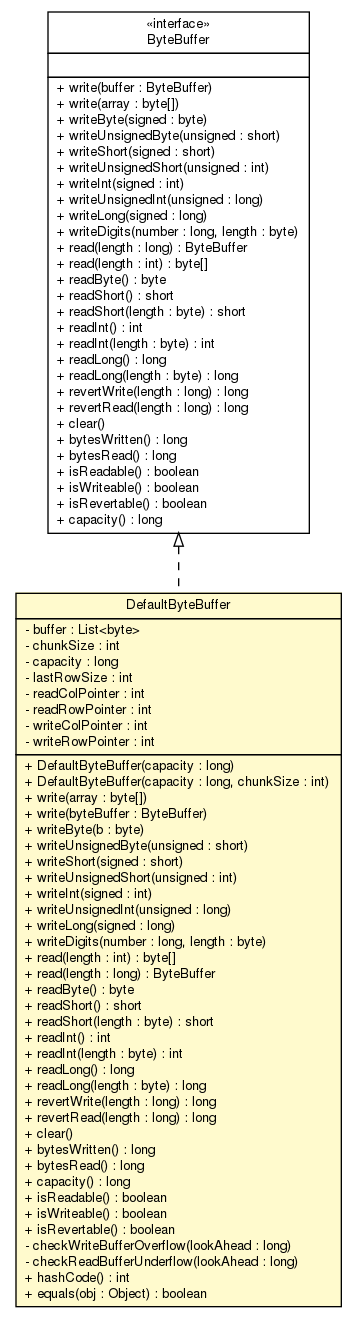 «interface»
ByteBuffer
+ write(buffer : ByteBuffer)
+ write(array : byte[])
+ writeByte(signed : byte)
+ writeUnsignedByte(unsigned : short)
+ writeShort(signed : short)
+ writeUnsignedShort(unsigned : int)
+ writeInt(signed : int)
+ writeUnsignedInt(unsigned : long)
+ writeLong(signed : long)
+ writeDigits(number : long, length : byte)
+ read(length : long) : ByteBuffer
+ read(length : int) : byte[]
+ readByte() : byte
+ readShort() : short
+ readShort(length : byte) : short
+ readInt() : int
+ readInt(length : byte) : int
+ readLong() : long
+ readLong(length : byte) : long
+ revertWrite(length : long) : long
+ revertRead(length : long) : long
+ clear()
+ bytesWritten() : long
+ bytesRead() : long
+ isReadable() : boolean
+ isWriteable() : boolean
+ isRevertable() : boolean
+ capacity() : long
DefaultByteBuffer
- buffer : List<byte>
- chunkSize : int
- capacity : long
- lastRowSize : int
- readColPointer : int
- readRowPointer : int
- writeColPointer : int
- writeRowPointer : int
+ DefaultByteBuffer(capacity : long)
+ DefaultByteBuffer(capacity : long, chunkSize : int)
+ write(array : byte[])
+ write(byteBuffer : ByteBuffer)
+ writeByte(b : byte)
+ writeUnsignedByte(unsigned : short)
+ writeShort(signed : short)
+ writeUnsignedShort(unsigned : int)
+ writeInt(signed : int)
+ writeUnsignedInt(unsigned : long)
+ writeLong(signed : long)
+ writeDigits(number : long, length : byte)
+ read(length : int) : byte[]
+ read(length : long) : ByteBuffer
+ readByte() : byte
+ readShort() : short
+ readShort(length : byte) : short
+ readInt() : int
+ readInt(length : byte) : int
+ readLong() : long
+ readLong(length : byte) : long
+ revertWrite(length : long) : long
+ revertRead(length : long) : long
+ clear()
+ bytesWritten() : long
+ bytesRead() : long
+ capacity() : long
+ isReadable() : boolean
+ isWriteable() : boolean
+ isRevertable() : boolean
- checkWriteBufferOverflow(lookAhead : long)
- checkReadBufferUnderflow(lookAhead : long)
+ hashCode() : int
+ equals(obj : Object) : boolean